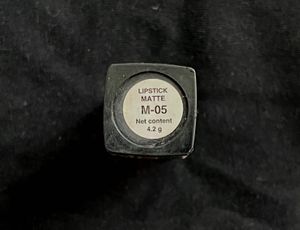 LIPSTICK
MATTE
M-05
Net content
4.2 g